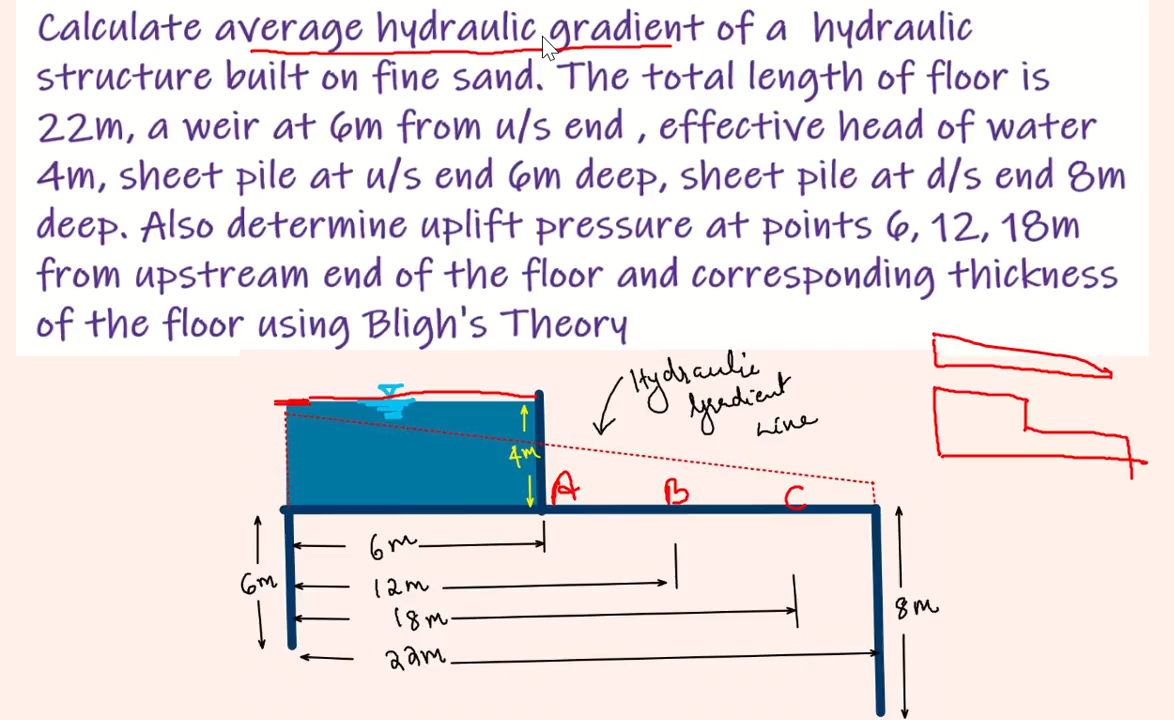 Calculate average hydraulic gradient of a hydraulic
structure built on fine sand. The total length of floor is
22m, a weir at 6m from u/s end , effective head of water
4m, sheet pile at u/s end 6m deep, sheet pile at d/s end 8m
deep. Also determine uplift pressure at points 6, 12, 18m
from upstream end of the floor and corresponding thickness
of the floor using Bligh's Theory
Hydraulic
gradient
Line
4m
A B C
6m
6m
12m
18m
8m
22m